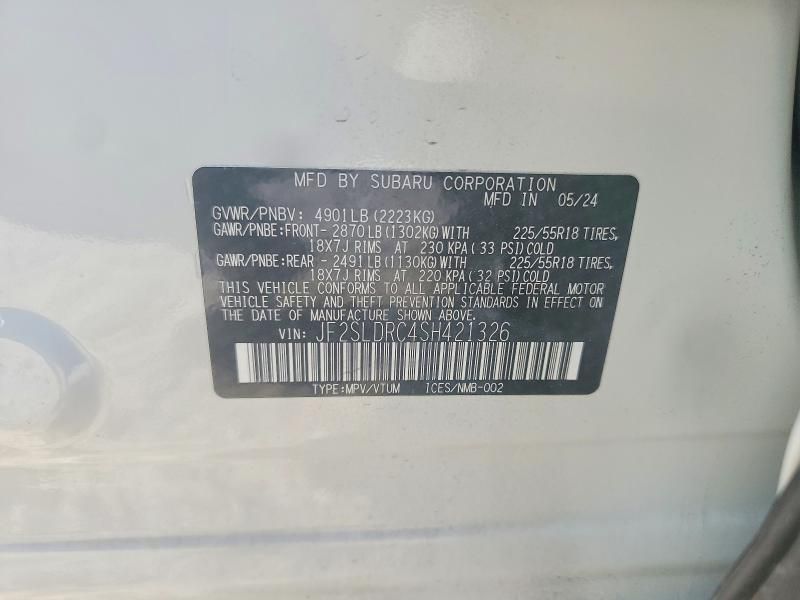 MFD BY SUBARU CORPORATION
MFD IN 05/24
GVWR/PNBV: 4901LB(2223KG)
GAWR/PNBE:FRONT- 2870LB(1302KG)WITH 225/55R18 TIRES,
18X7J RIMS AT 230 KPA(33 PSI)COLD
GAWR/PNBE:REAR - 2491LB(1130KG)WITH 225/55R18 TIRES,
18X7J RIMS AT 220 KPA(32 PSI)COLD
THIS VEHICLE CONFORMS TO ALL APPLICABLE FEDERAL MOTOR
VEHICLE SAFETY AND THEFT PREVENTION STANDARDS IN EFFECT ON
THE DATE OF MANUFACTURE SHOWN ABOVE.
VIN: JF2SLDRC4SH421326
TYPE:MPV/VTUM ICES/NMB-002